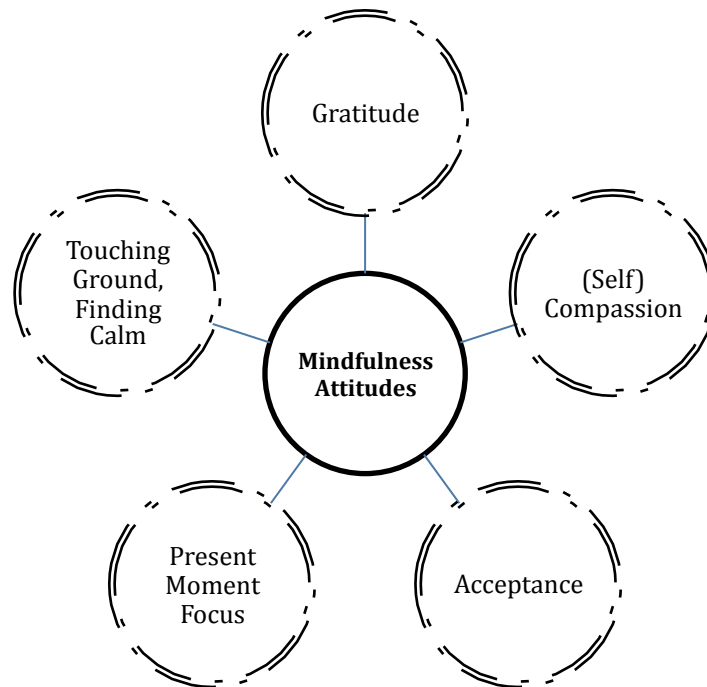 Gratitude
(Self)
Compassion
Acceptance
Present
Moment
Focus
Touching
Ground,
Finding
Calm
Mindfulness
Attitudes